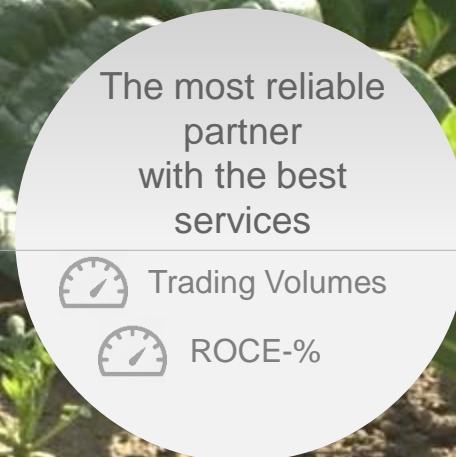 The most reliable
partner
with the best
services
Trading Volumes
ROCE-%